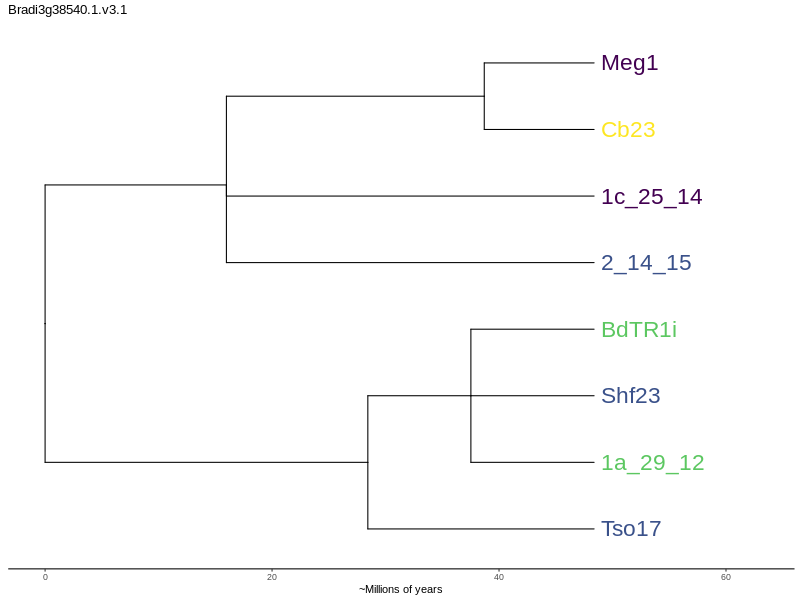 Bradi3g38540.1.v3.1
Meg1
Cb23
1c_25_14
2_14_15
BdTR1i
Shf23
1a_29_12
Tso17
0 20 40 60
~Millions of years